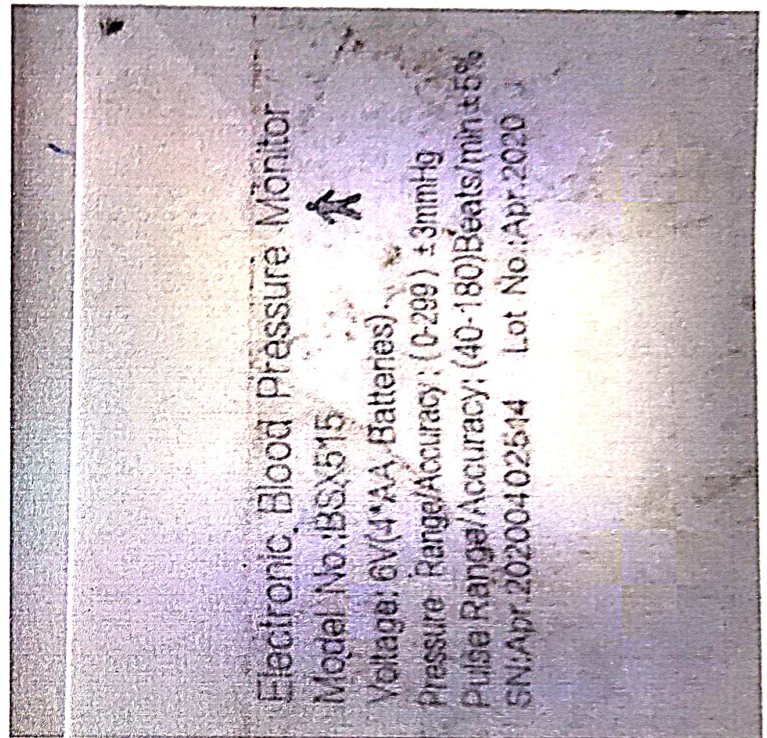 Electronic Blood Pressure Monitor
Model No.:BSX515
Voltage: 6V(4*AA Batteries)
Pressure Range/Accuracy: (0-299) ±3mmHg
Pulse Range/Accuracy: (40-180)Beats/min±5%
SN:Apr.20200402514 Lot No.:Apr.2020